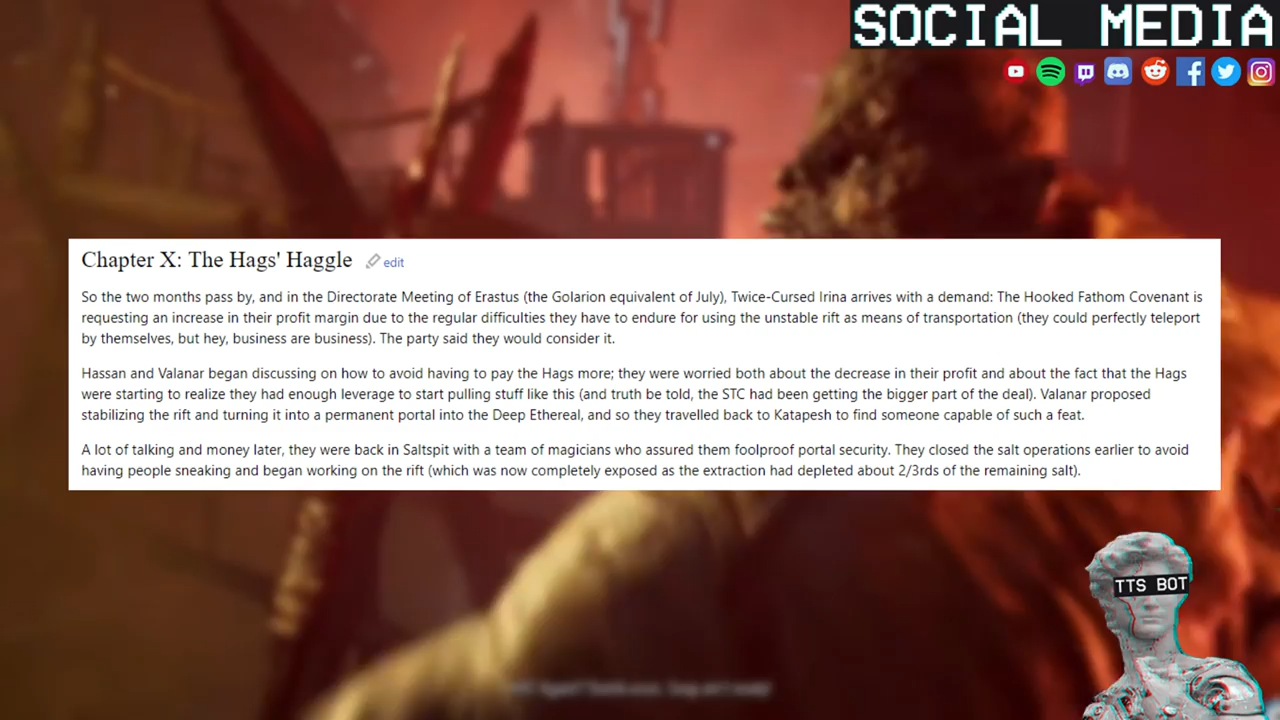 SOCIAL MEDIA
Chapter X: The Hags' Haggle edit
So the two months pass by, and in the Directorate Meeting of Erastus (the Golarion equivalent of July), Twice-Cursed Irina arrives with a demand: The Hooked Fathom Covenant is
requesting an increase in their profit margin due to the regular difficulties they have to endure for using the unstable rift as means of transportation (they could perfectly teleport
by themselves, but hey, business are business). The party said they would consider it.
Hassan and Valanar began discussing on how to avoid having to pay the Hags more; they were worried both about the decrease in their profit and about the fact that the Hags
were starting to realize they had enough leverage to start pulling stuff like this (and truth be told, the STC had been getting the bigger part of the deal). Valanar proposed
stabilizing the rift and turning it into a permanent portal into the Deep Ethereal, and so they travelled back to Katapesh to find someone capable of such a feat.
A lot of talking and money later, they were back in Saltspit with a team of magicians who assured them foolproof portal security. They closed the salt operations earlier to avoid
having people sneaking and began working on the rift (which was now completely exposed as the extraction had depleted about 2/3rds of the remaining salt).
TTS BOT